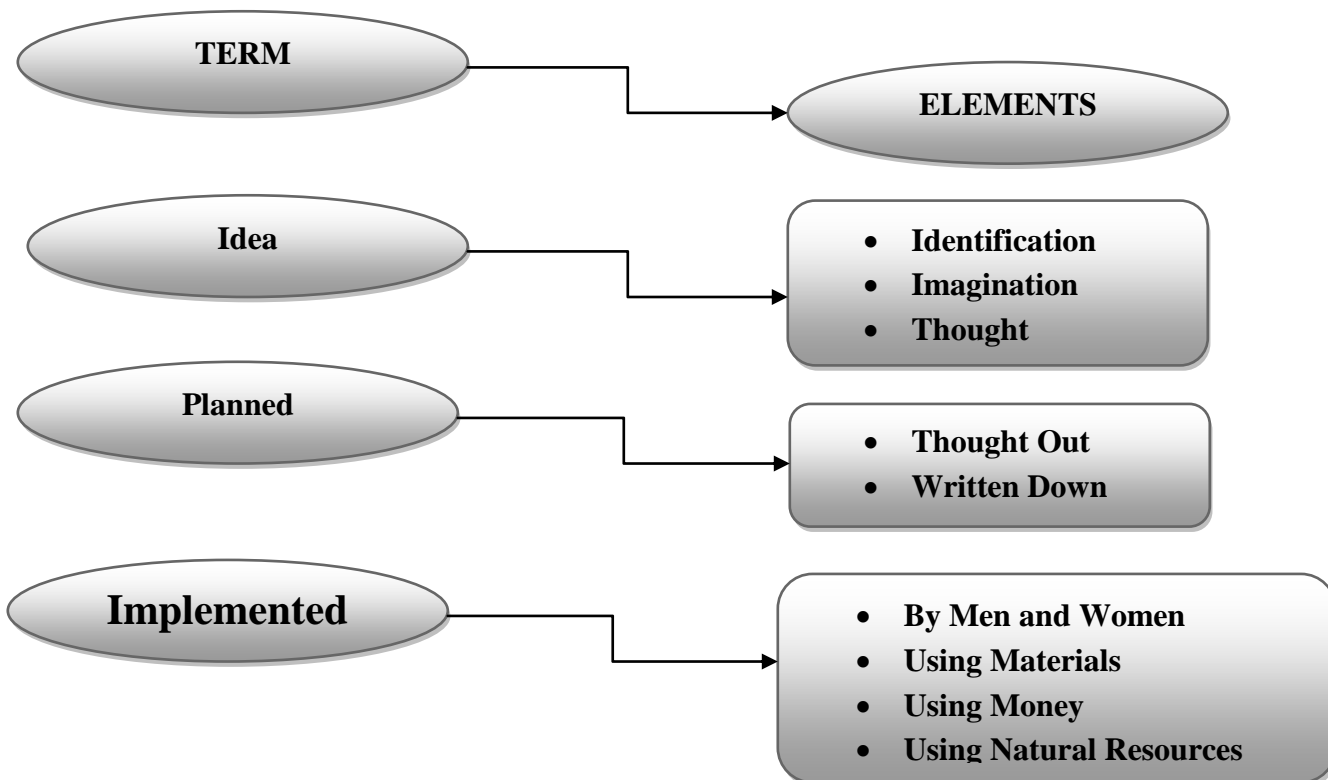 TERM
ELEMENTS
Idea
• Identification
• Imagination
• Thought
Planned
• Thought Out
• Written Down
Implemented
• By Men and Women
• Using Materials
• Using Money
• Using Natural Resources